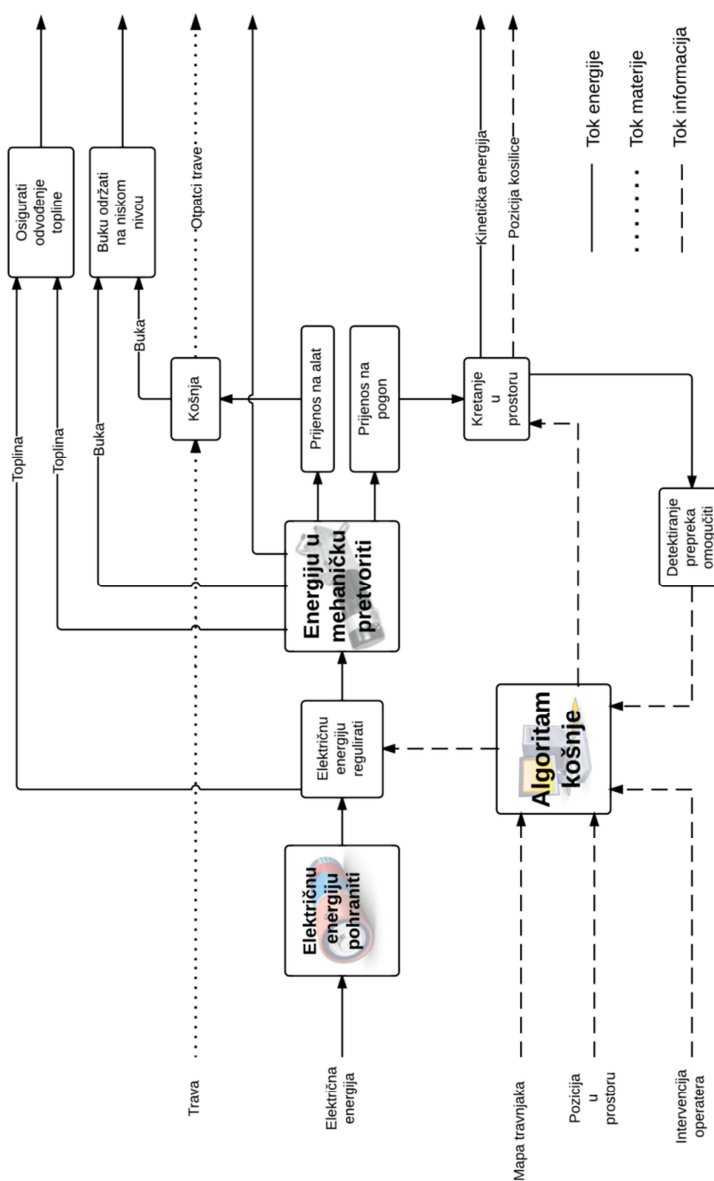 Osigurati
odvođenje
topline
Buku održati
na niskom
nivou
Toplina
Toplina
Buka
Buka
Otpatci trave
Košnja
Prijenos na alat
Prijenos na
pogon
Kinetička energija
Pozicija kosilice
Kretanje
u
prostoru
Energiju u
mehaničku
pretvoriti
Električnu
energiju
regulirati
Električnu
energiju
pohraniti
Algoritam
košnje
Detektiranje
prepreka
omogučiti
Trava
Električna
energija
Mapa travnjaka
Pozicija
u
prostoru
Intervencija
operatera
Tok energije
Tok materije
Tok informacija